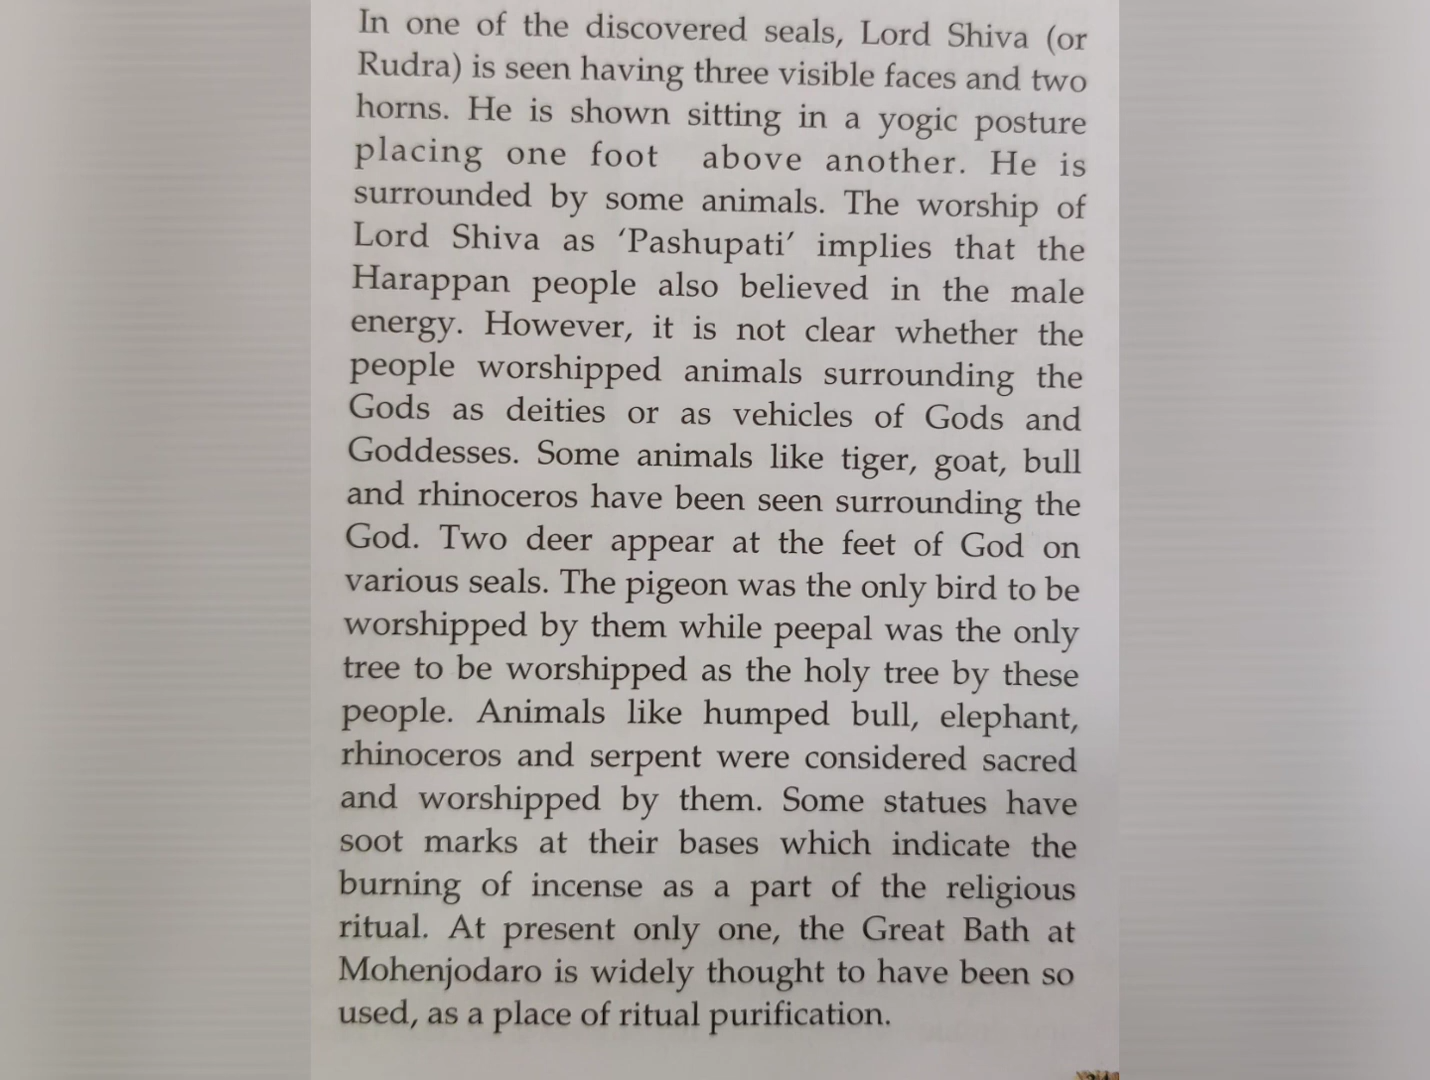 In one of the discovered seals, Lord Shiva (or
Rudra) is seen having three visible faces and two
horns. He is shown sitting in a yogic posture
placing one foot above another. He is
surrounded by some animals. The worship of
Lord Shiva as ‘Pashupati’ implies that the
Harappan people also believed in the male
energy. However, it is not clear whether the
people worshipped animals surrounding the
Gods as deities or as vehicles of Gods and
Goddesses. Some animals like tiger, goat, bull
and rhinoceros have been seen surrounding the
God. Two deer appear at the feet of God on
various seals. The pigeon was the only bird to be
worshipped by them while peepal was the only
tree to be worshipped as the holy tree by these
people. Animals like humped bull, elephant,
rhinoceros and serpent were considered sacred
and worshipped by them. Some statues have
soot marks at their bases which indicate the
burning of incense as a part of the religious
ritual. At present only one, the Great Bath at
Mohenjodaro is widely thought to have been so
used, as a place of ritual purification.